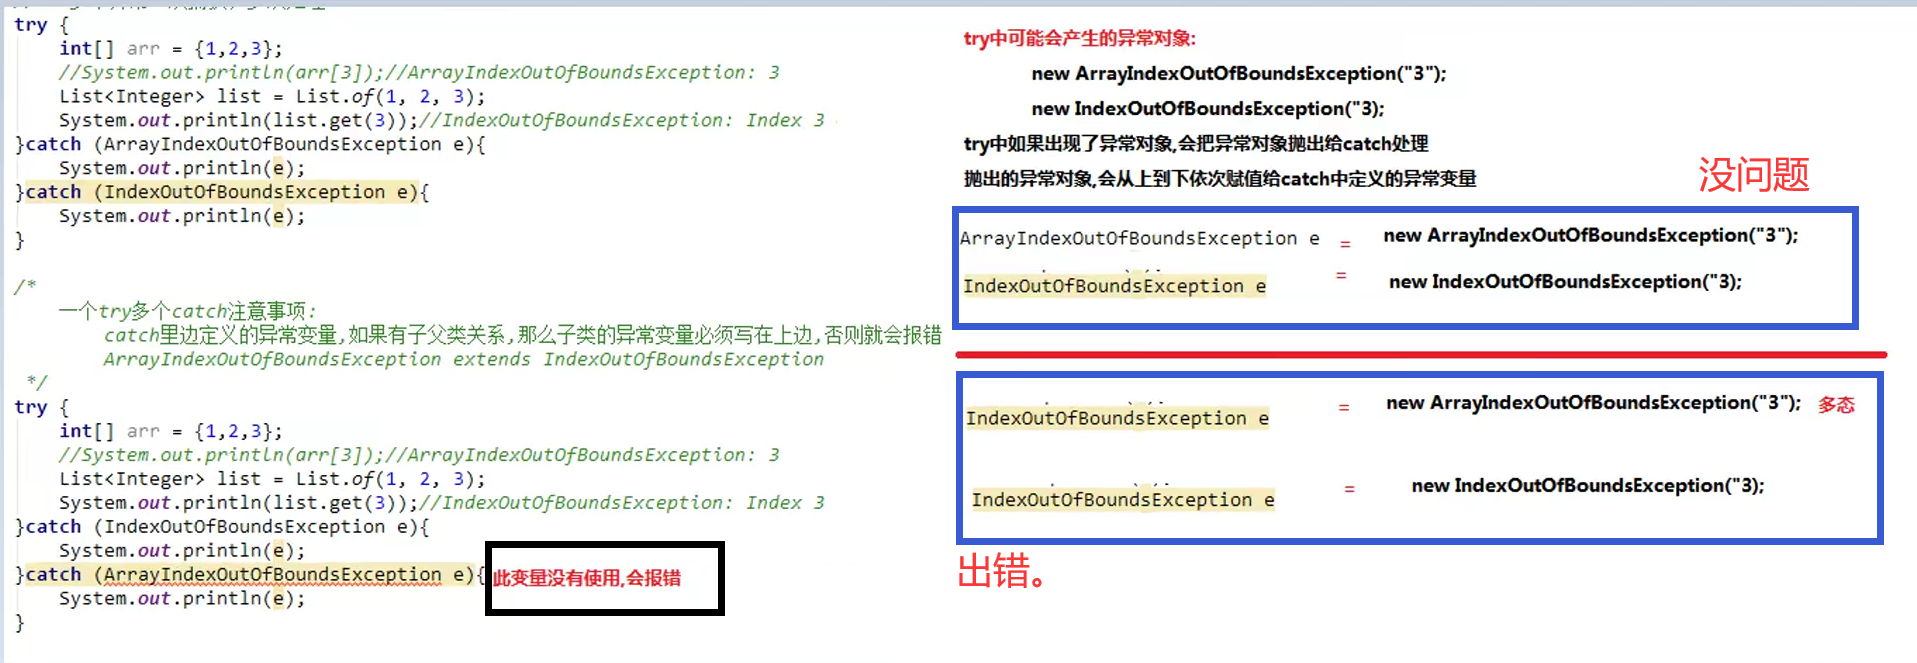 try {
int[] arr = {1,2,3};
//System.out.println(arr[3]);//ArrayIndexOutOfBoundsException: 3
List<Integer> list = List.of(1, 2, 3);
System.out.println(list.get(3));//IndexOutOfBoundsException: Index 3
}catch (ArrayIndexOutOfBoundsException e){
System.out.println(e);
}catch (IndexOutOfBoundsException e){
System.out.println(e);
}
/*
一个try多个catch注意事项:
catch里边定义的异常变量,如果有子父类关系,那么子类的异常变量必须写在上边,否则就会报错
ArrayIndexOutOfBoundsException extends IndexOutOfBoundsException
*/
try {
int[] arr = {1,2,3};
//System.out.println(arr[3]);//ArrayIndexOutOfBoundsException: 3
List<Integer> list = List.of(1, 2, 3);
System.out.println(list.get(3));//IndexOutOfBoundsException: Index 3
}catch (IndexOutOfBoundsException e){
System.out.println(e);
}catch (ArrayIndexOutOfBoundsException e){ 此变量没有使用,会报错
System.out.println(e);
}
try中可能会产生的异常对象:
new ArrayIndexOutOfBoundsException("3");
new IndexOutOfBoundsException("3);
try中如果出现了异常对象,会把异常对象抛出给catch处理
抛出的异常对象,会从上到下依次赋值给catch中定义的异常变量
没问题
ArrayIndexOutOfBoundsException e = new ArrayIndexOutOfBoundsException("3");
IndexOutOfBoundsException e = new IndexOutOfBoundsException("3);
IndexOutOfBoundsException e = new ArrayIndexOutOfBoundsException("3"); 多态
IndexOutOfBoundsException e = new IndexOutOfBoundsException("3);
出错。